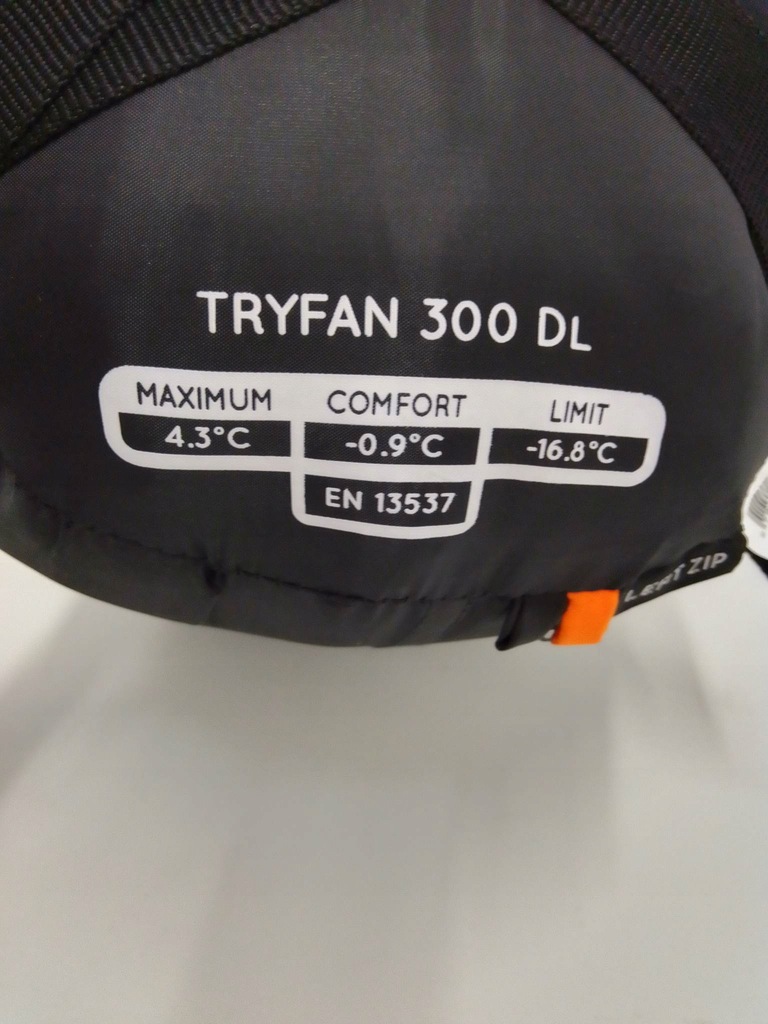 TRYFAN 300 DL
MAXIMUM COMFORT LIMIT
4.3°C -0.9°C -16.8°C
EN 13537
LEFT ZIP